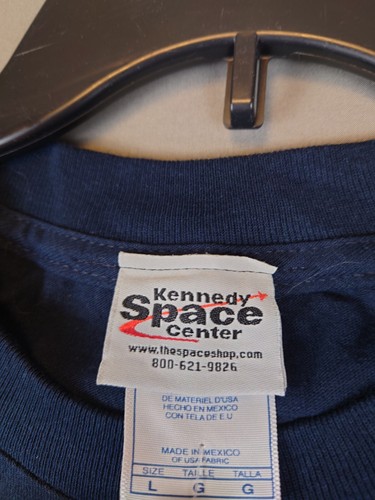 Kennedy
Space
Center
www.thespaceshop.com
800-621-9826
DE MATERIEL D'USA
HECHO EN MEXICO
CON TELA DE E.U
MADE IN MEXICO
OF USA FABRIC
SIZE TAILLE TALLA
L G G